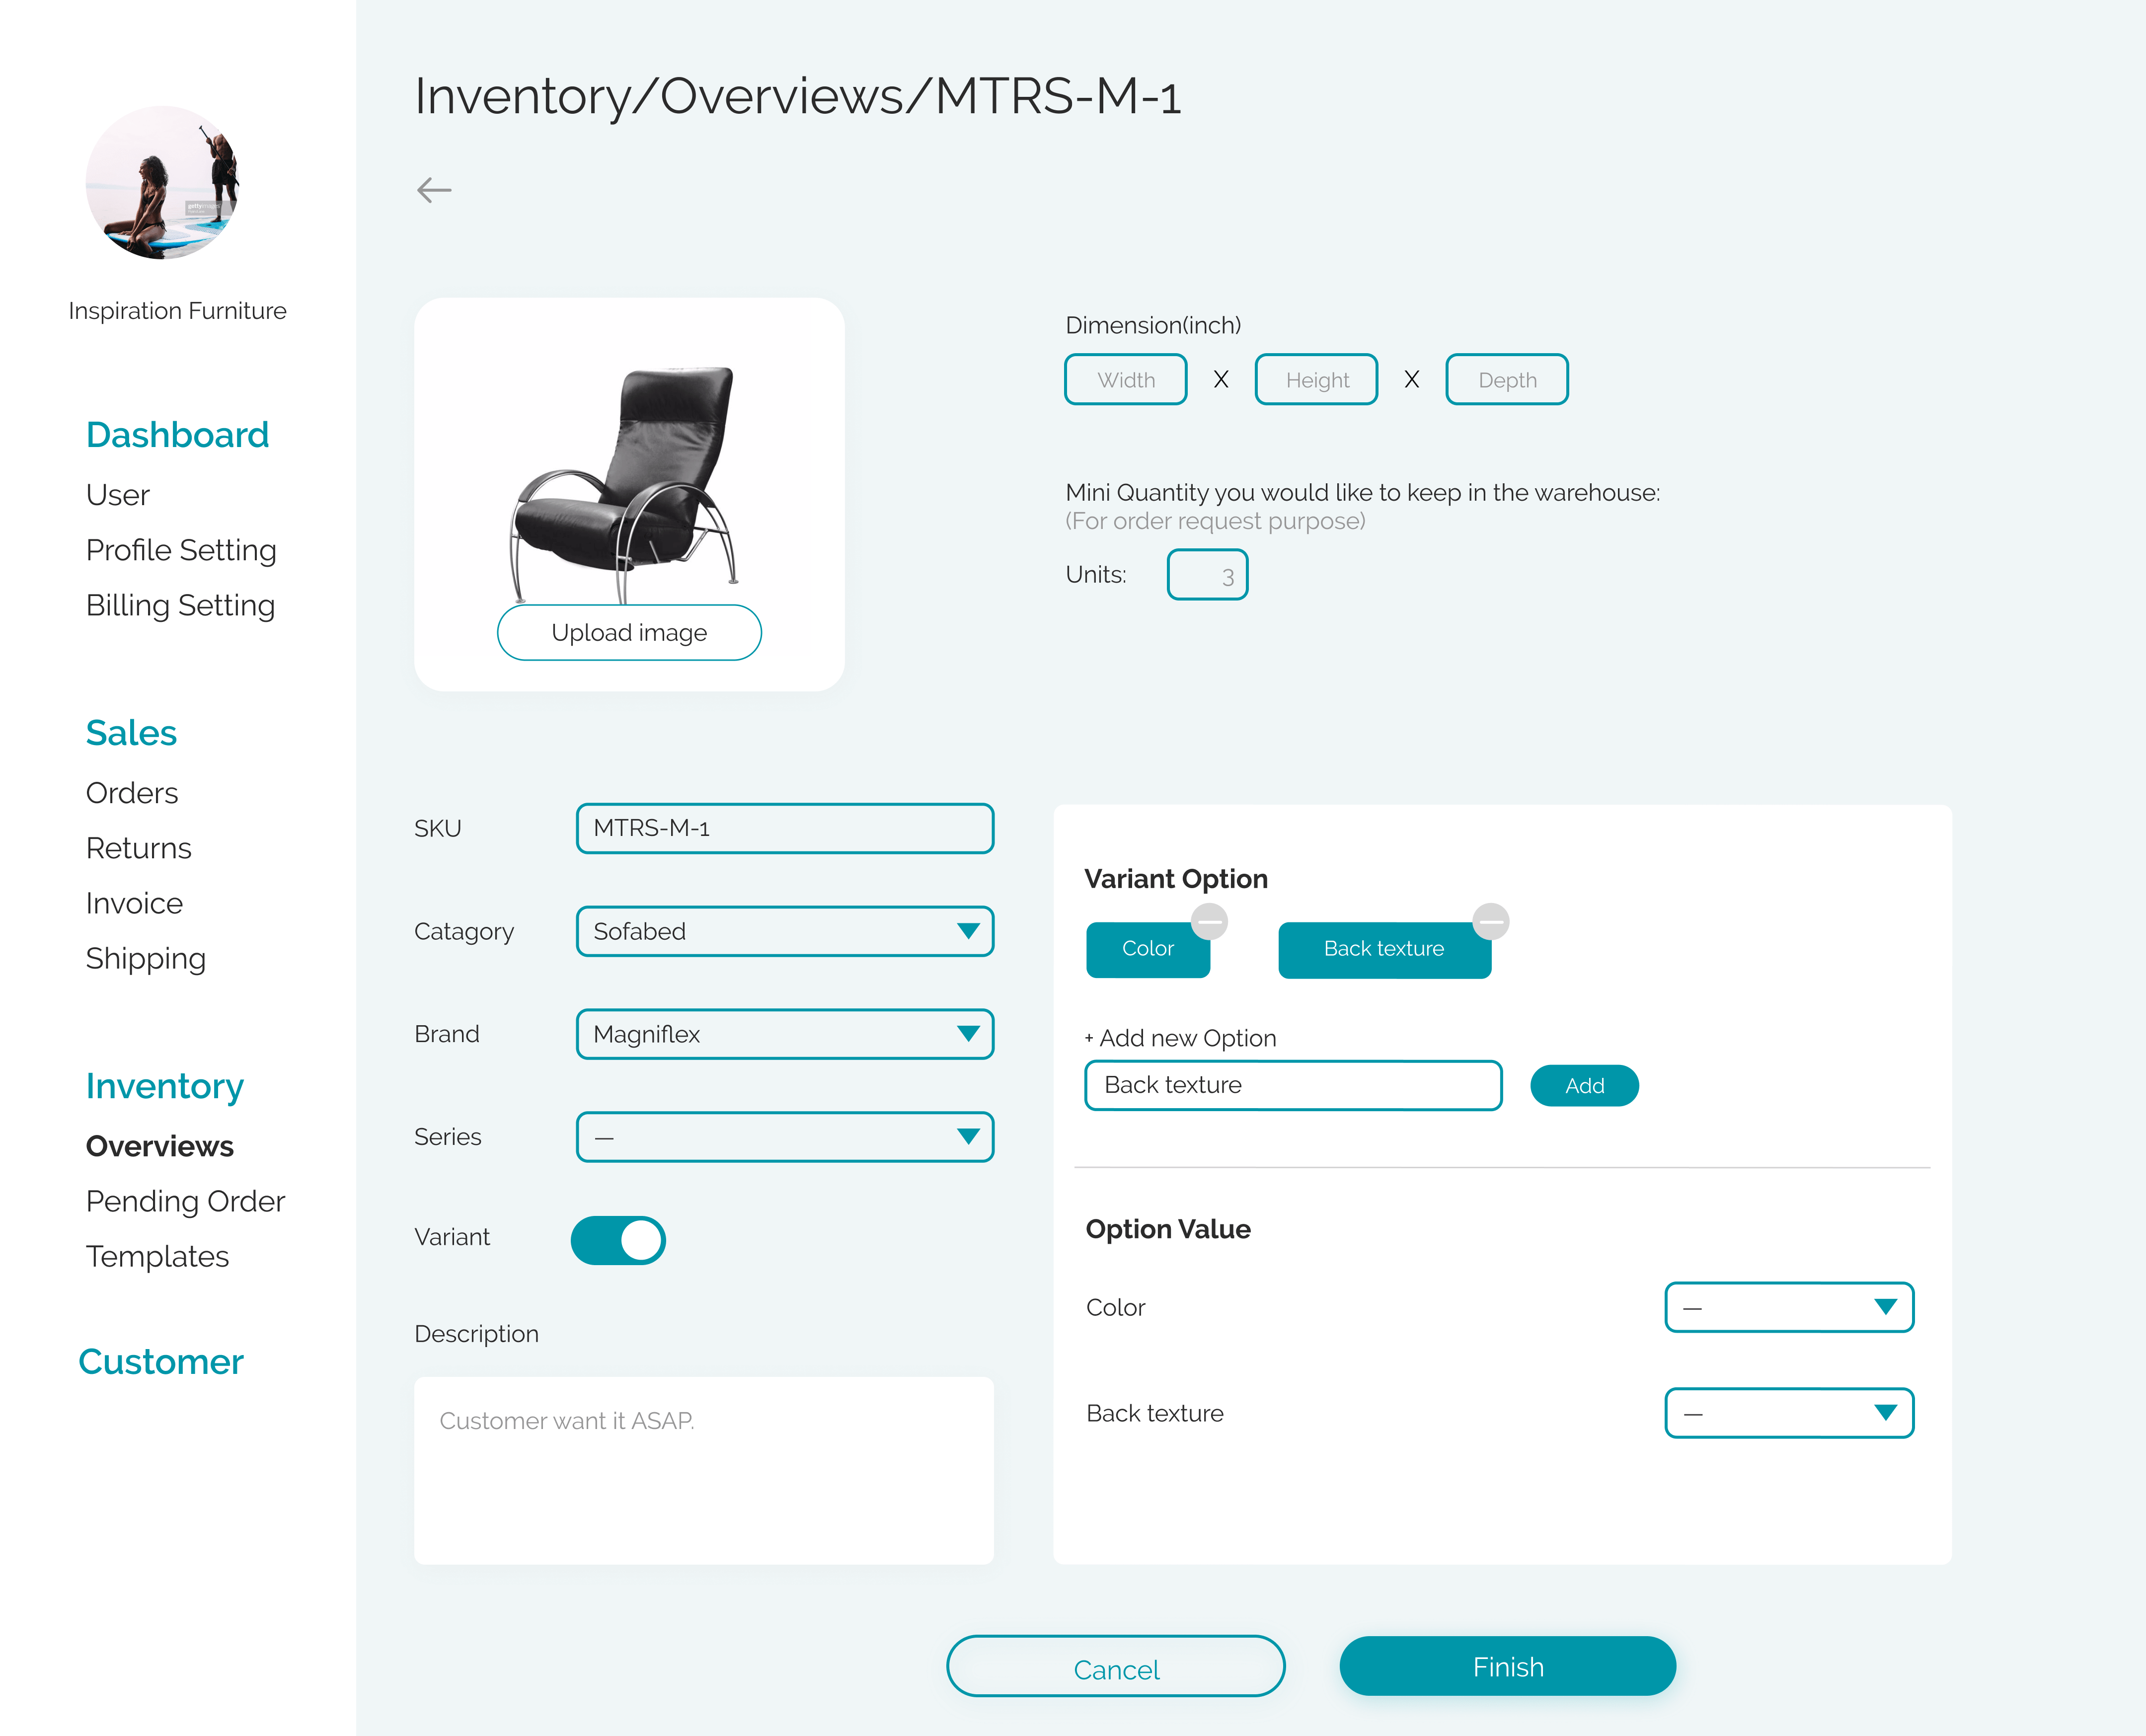 Inventory/Overviews/MTRS-M-1
gettyimages
Inspiration Furniture
Dashboard
User
Profile Setting
Billing Setting
Sales
Orders
Returns
Invoice
Shipping
Inventory
Overviews
Pending Order
Templates
Customer
Upload image
Dimension(inch)
Width X Height X Depth
Mini Quantity you would like to keep in the warehouse:
(For order request purpose)
Units: 3
SKU MTRS-M-1
Catagory Sofabed
Brand Magniflex
Series —
Variant
Description
Customer want it ASAP.
Variant Option
Color Back texture
+ Add new Option
Back texture Add
Option Value
Color —
Back texture —
Cancel Finish